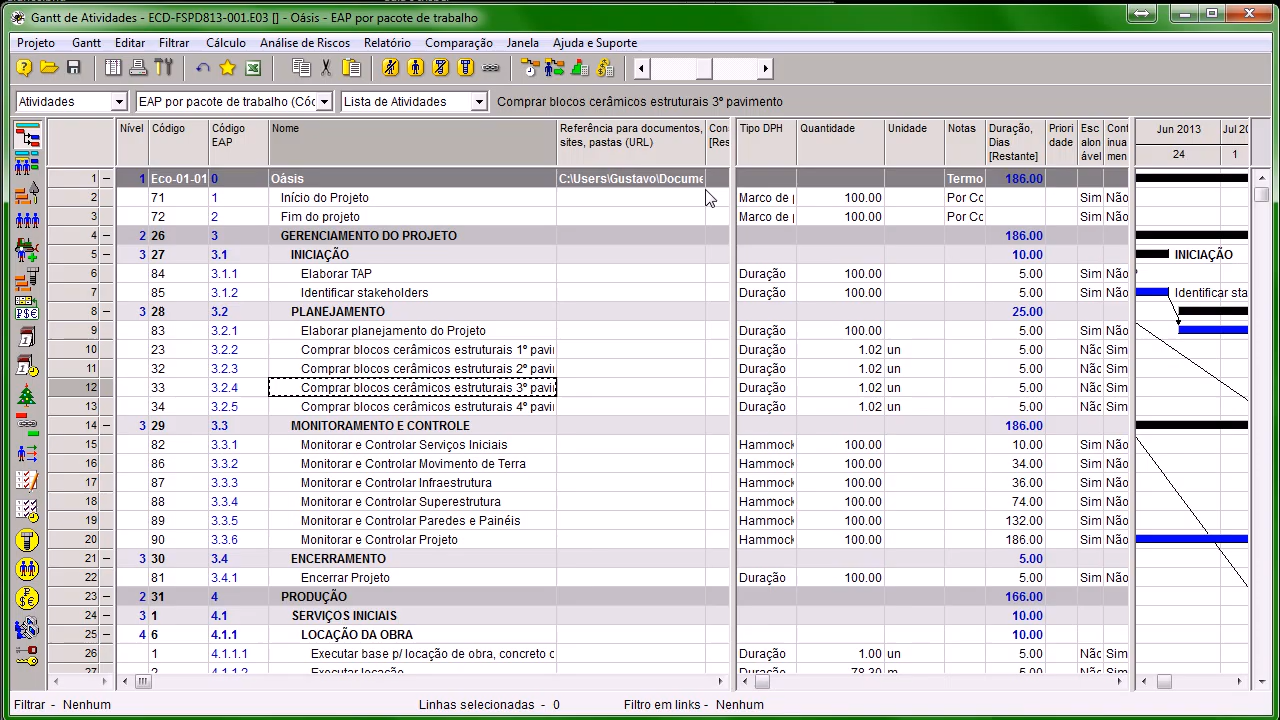 Gantt de Atividades - ECD-FSPD813-001.E03 [] - Oásis - EAP por pacote de trabalho
Projeto Gantt Editar Filtrar Cálculo Análise de Riscos Relatório Comparação Janela Ajuda e Suporte
Atividades EAP por pacote de trabalho (Cóc Lista de Atividades Comprar blocos cerâmicos estruturais 3º pavimento
Nível Código Código EAP Nome Referência para documentos, sites, pastas (URL) Con [Res Tipo DPH Quantidade Unidade Notas Duração, Dias [Restante] Priori dade Esc alon ável Cont inua men Jun 2013 Jul 20
24 1
1 1 Eco-01-01 0 Oásis C:\Users\Gustavo\Docume Termo 186.00
2 71 1 Início do Projeto Marco de 100.00 Por Cc Sim Não
3 72 2 Fim do projeto Marco de 100.00 Por Cc Sim Não
4 2 26 3 GERENCIAMENTO DO PROJETO 186.00
5 3 27 3.1 INICIAÇÃO 10.00 INICIAÇÃO
6 84 3.1.1 Elaborar TAP Duração 100.00 5.00 Sim Não
7 85 3.1.2 Identificar stakeholders Duração 100.00 5.00 Sim Não Identificar sta
8 3 28 3.2 PLANEJAMENTO 25.00
9 83 3.2.1 Elaborar planejamento do Projeto Duração 100.00 5.00 Sim Não
10 23 3.2.2 Comprar blocos cerâmicos estruturais 1º pavi Duração 1.02 un 5.00 Não Sim
11 32 3.2.3 Comprar blocos cerâmicos estruturais 2º pavi Duração 1.02 un 5.00 Não Sim
12 33 3.2.4 Comprar blocos cerâmicos estruturais 3º pavi Duração 1.02 un 5.00 Não Sim
13 34 3.2.5 Comprar blocos cerâmicos estruturais 4º pavi Duração 1.02 un 5.00 Não Sim
14 3 29 3.3 MONITORAMENTO E CONTROLE 186.00
15 82 3.3.1 Monitorar e Controlar Serviços Iniciais Hammock 100.00 10.00 Sim Não
16 86 3.3.2 Monitorar e Controlar Movimento de Terra Hammock 100.00 34.00 Sim Não
17 87 3.3.3 Monitorar e Controlar Infraestrutura Hammock 100.00 36.00 Sim Não
18 88 3.3.4 Monitorar e Controlar Superestrutura Hammock 100.00 74.00 Sim Não
19 89 3.3.5 Monitorar e Controlar Paredes e Painéis Hammock 100.00 132.00 Sim Não
20 90 3.3.6 Monitorar e Controlar Projeto Hammock 100.00 186.00 Sim Não
21 3 30 3.4 ENCERRAMENTO 5.00
22 81 3.4.1 Encerrar Projeto Duração 100.00 5.00 Sim Não
23 2 31 4 PRODUÇÃO 166.00
24 3 1 4.1 SERVIÇOS INICIAIS 10.00
25 4 6 4.1.1 LOCAÇÃO DA OBRA 10.00
26 1 4.1.1.1 Executar base p/ locação de obra, concreto c Duração 1.00 un 5.00 Sim Não
27 2 4.1.1.2 Executar locação Duração 78.30 m 5.00 Sim Não
Filtrar - Nenhum Linhas selecionadas - 0 Filtro em links - Nenhum